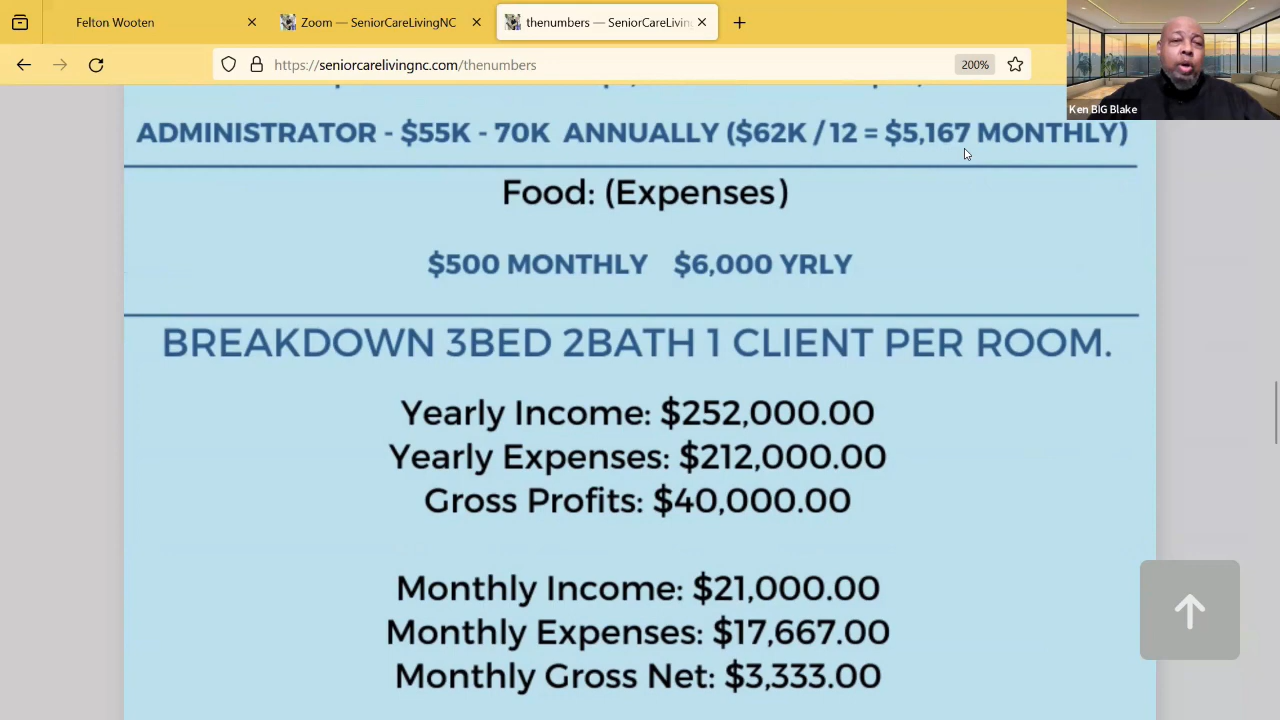 Felton Wooten
Zoom — SeniorCareLivingNC
thenumbers — SeniorCareLivin
https://seniorcarelivingnc.com/thenumbers
200%
Ken BIG Blake
ADMINISTRATOR - $55K - 70K ANNUALLY ($62K / 12 = $5,167 MONTHLY)
Food: (Expenses)
$500 MONTHLY $6,000 YRLY
BREAKDOWN 3BED 2BATH 1 CLIENT PER ROOM.
Yearly Income: $252,000.00
Yearly Expenses: $212,000.00
Gross Profits: $40,000.00
Monthly Income: $21,000.00
Monthly Expenses: $17,667.00
Monthly Gross Net: $3,333.00